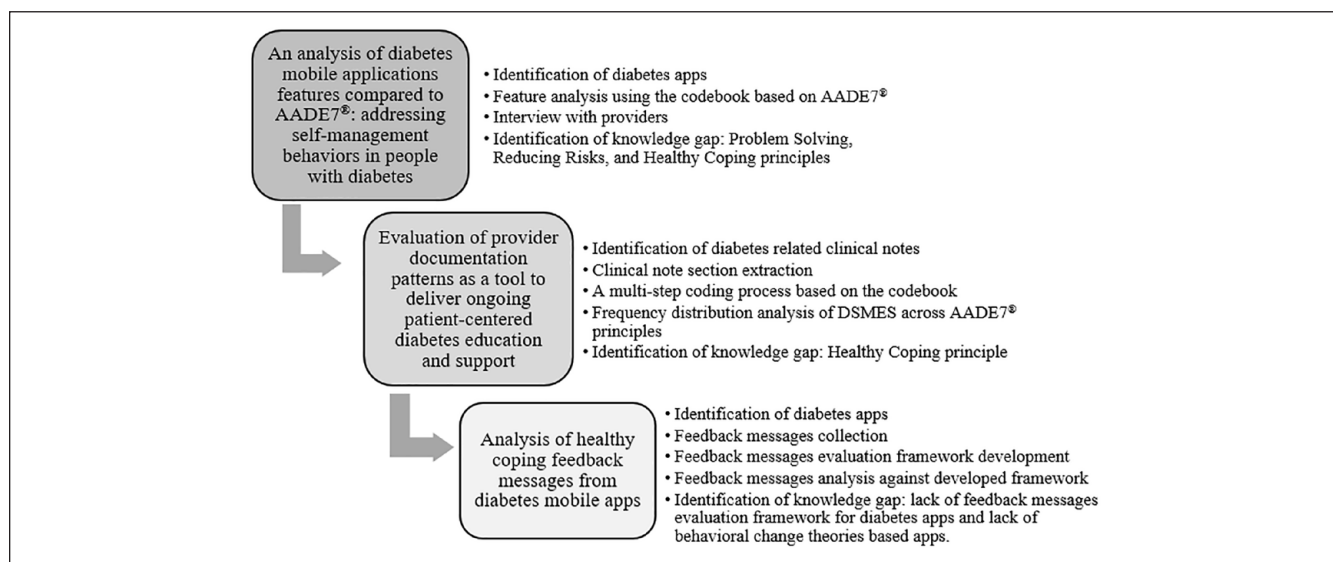 An analysis of diabetes
mobile applications
features compared to
AADE7®: addressing
self-management
behaviors in people
with diabetes
• Identification of diabetes apps
• Feature analysis using the codebook based on AADE7®
• Interview with providers
• Identification of knowledge gap: Problem Solving,
Reducing Risks, and Healthy Coping principles
Evaluation of provider
documentation
patterns as a tool to
deliver ongoing
patient-centered
diabetes education
and support
• Identification of diabetes related clinical notes
• Clinical note section extraction
• A multi-step coding process based on the codebook
• Frequency distribution analysis of DSMES across AADE7®
principles
• Identification of knowledge gap: Healthy Coping principle
Analysis of healthy
coping feedback
messages from
diabetes mobile apps
• Identification of diabetes apps
• Feedback messages collection
• Feedback messages evaluation framework development
• Feedback messages analysis against developed framework
• Identification of knowledge gap: lack of feedback messages
evaluation framework for diabetes apps and lack of
behavioral change theories based apps.